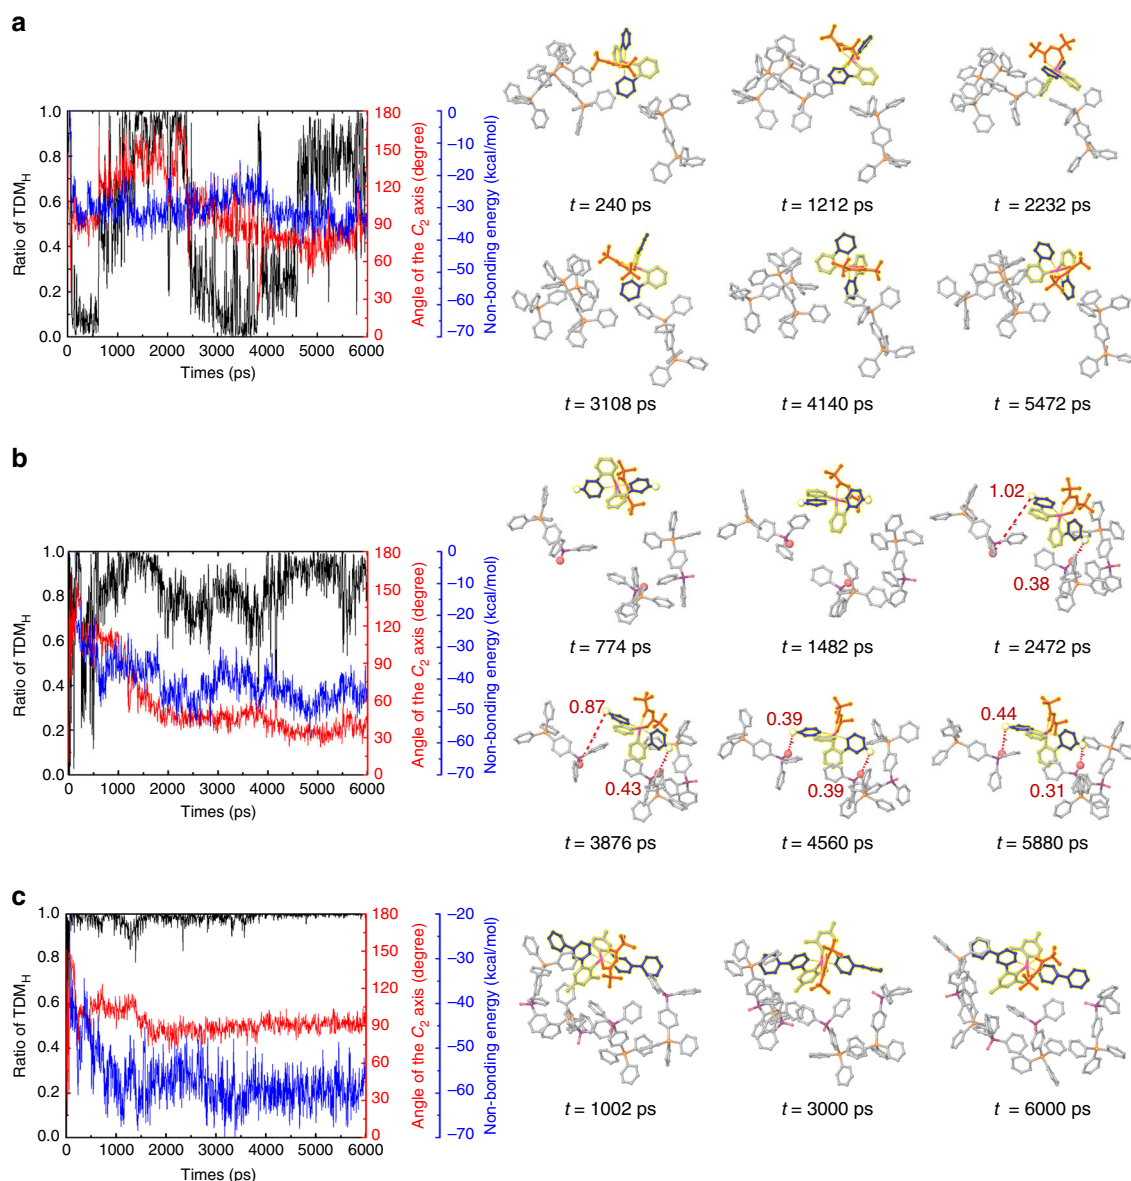 a
1.0
0.8
0.6
0.4
0.2
0.0
Ratio of TDM_H
180
150
120
90
60
30
0
Angle of the C₂ axis (degree)
0
−10
−20
−30
−40
−50
−60
−70
Non-bonding energy (kcal/mol)
0 1000 2000 3000 4000 5000 6000
Times (ps)
t = 240 ps
t = 1212 ps
t = 2232 ps
t = 3108 ps
t = 4140 ps
t = 5472 ps
b
1.0
0.8
0.6
0.4
0.2
0.0
Ratio of TDM_H
180
150
120
90
60
30
0
Angle of the C₂ axis (degree)
0
−10
−20
−30
−40
−50
−60
−70
Non-bonding energy (kcal/mol)
0 1000 2000 3000 4000 5000 6000
Times (ps)
1.02
0.38
t = 774 ps
t = 1482 ps
t = 2472 ps
0.87
0.43
0.39
0.39
0.44
0.31
t = 3876 ps
t = 4560 ps
t = 5880 ps
c
1.0
0.8
0.6
0.4
0.2
0.0
Ratio of TDM_H
180
150
120
90
60
30
0
Angle of the C₂ axis (degree)
−20
−30
−40
−50
−60
−70
Non-bonding energy (kcal/mol)
0 1000 2000 3000 4000 5000 6000
Times (ps)
t = 1002 ps
t = 3000 ps
t = 6000 ps